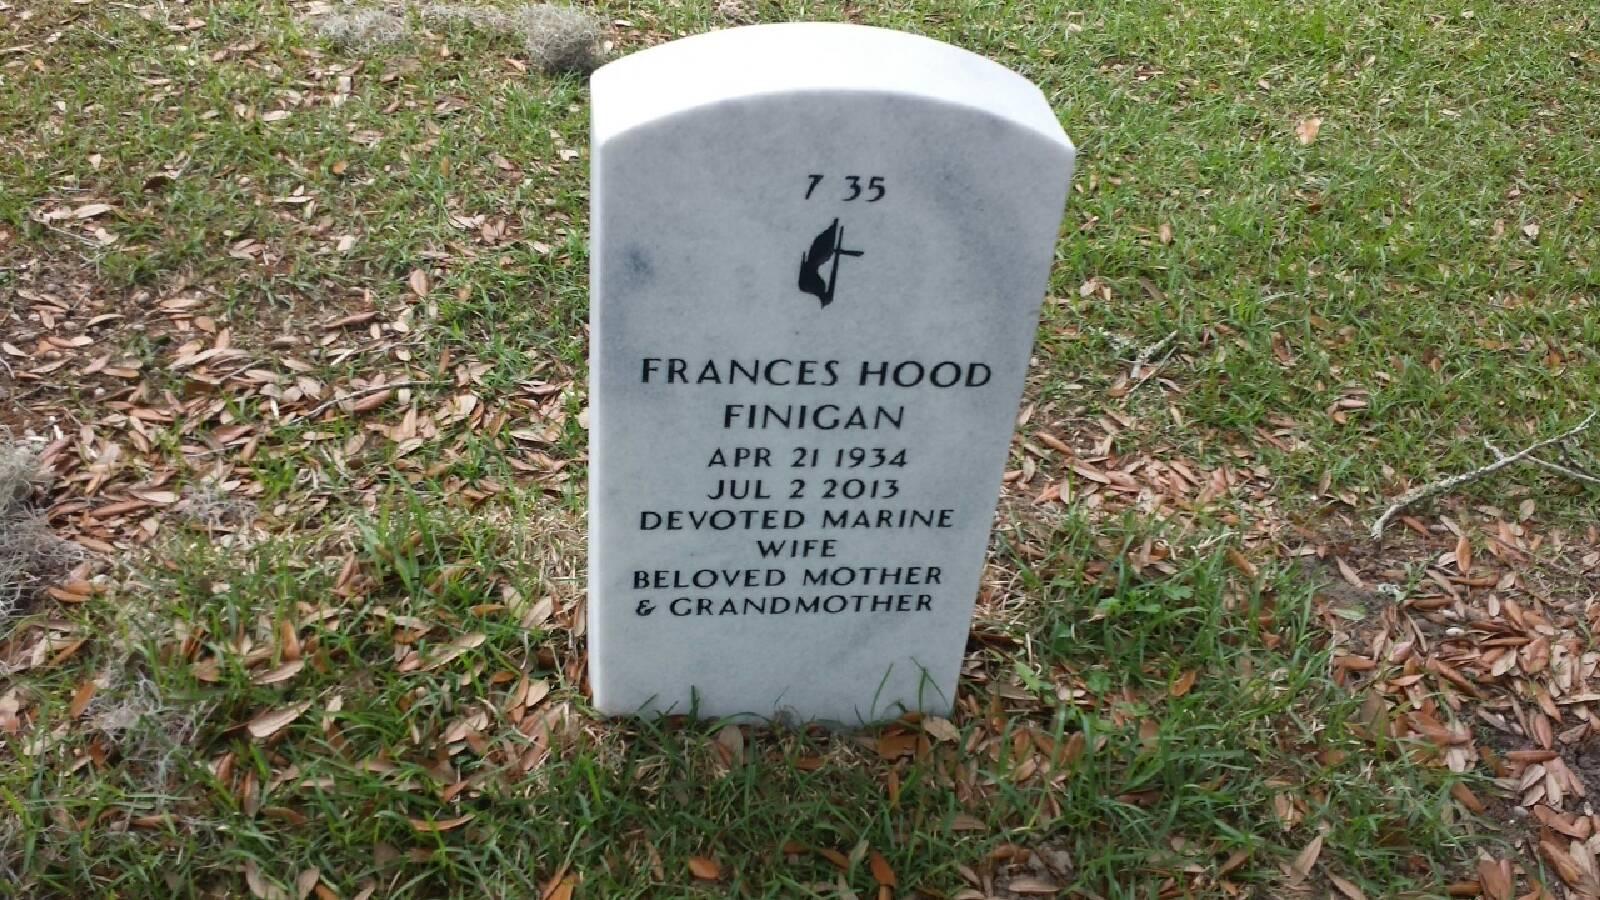 7 35
FRANCES HOOD
FINIGAN
APR 21 1934
JUL 2 2013
DEVOTED MARINE
WIFE
BELOVED MOTHER
& GRANDMOTHER